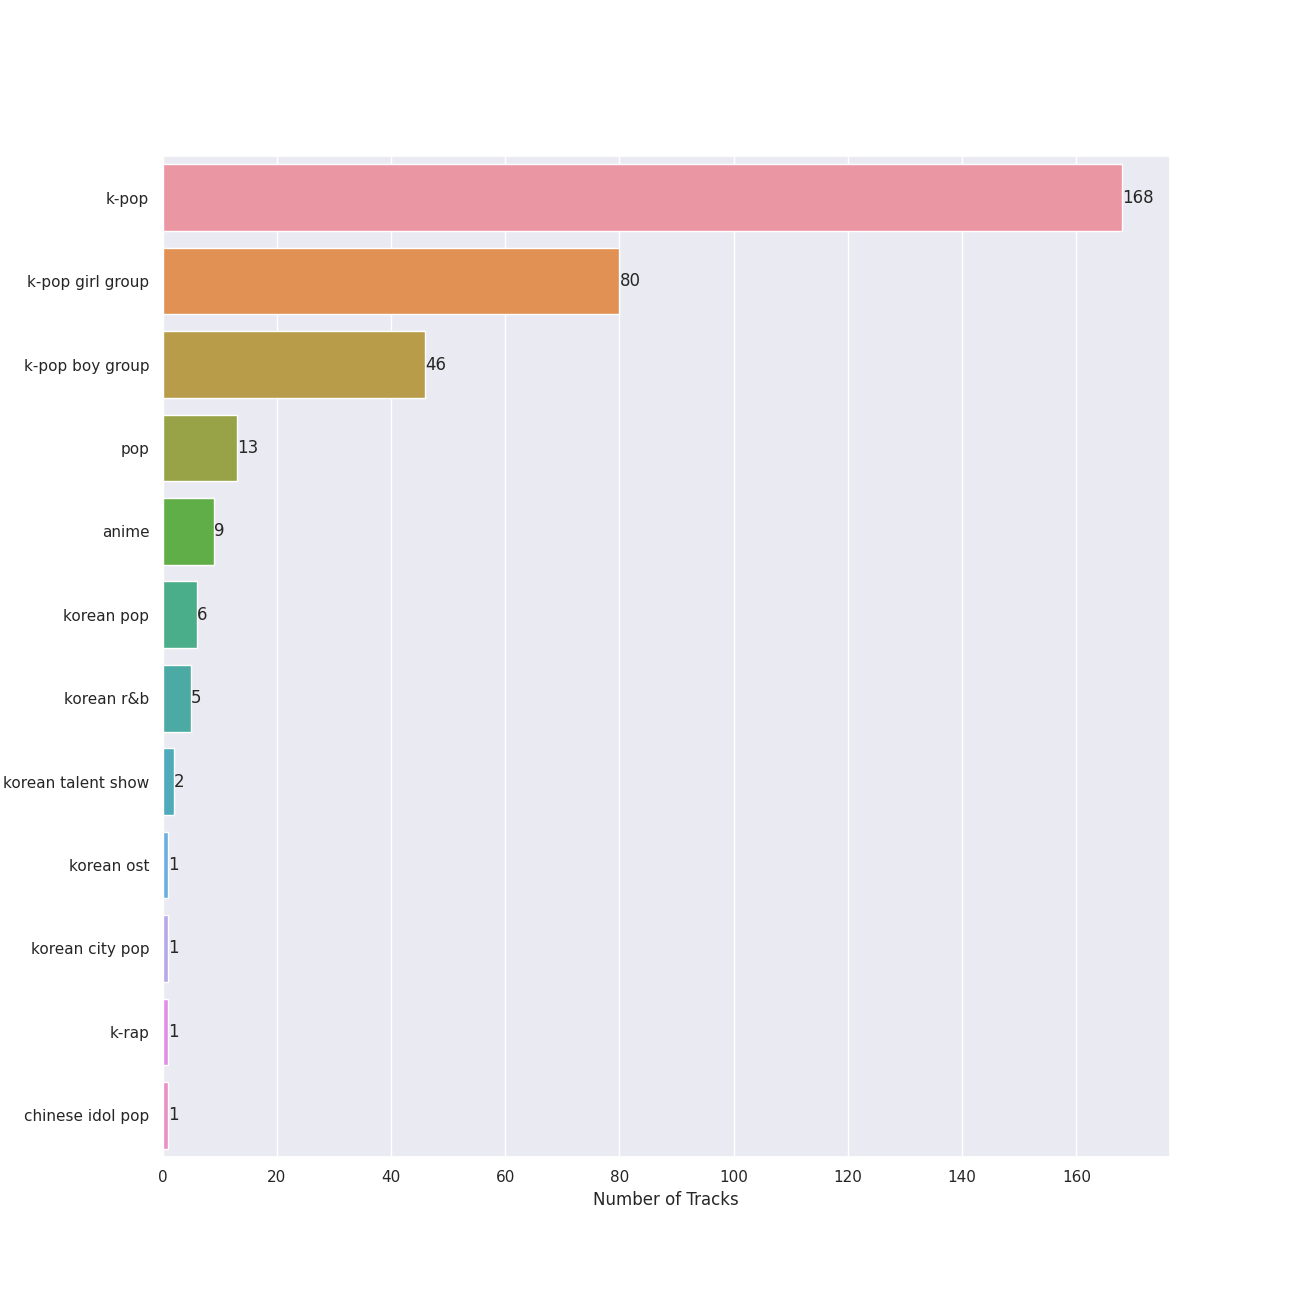 k-pop 168
k-pop girl group 80
k-pop boy group 46
pop 13
anime 9
korean pop 6
korean r&b 5
korean talent show 2
korean ost 1
korean city pop 1
k-rap 1
chinese idol pop 1
0 20 40 60 80 100 120 140 160
Number of Tracks